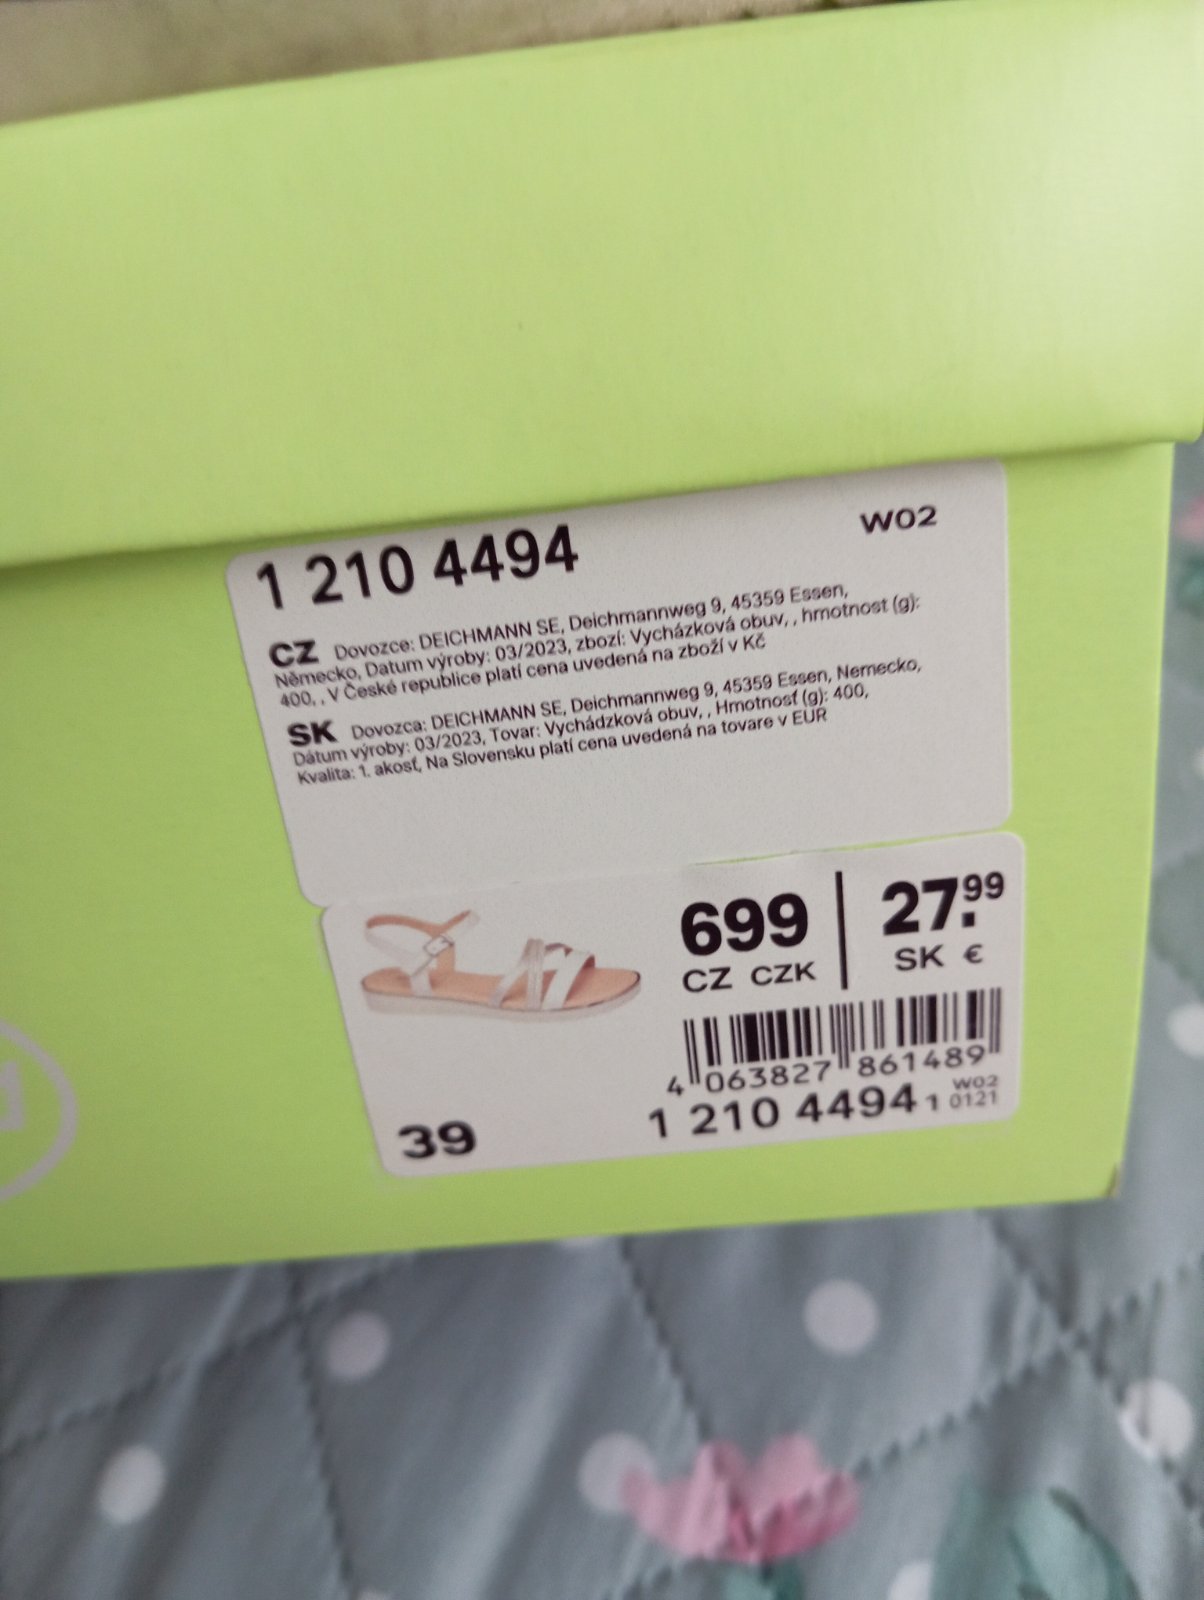 1 210 4494
W02
CZ Dovozce: DEICHMANN SE, Deichmannweg 9, 45359 Essen,
Německo, Datum výroby: 03/2023, zboží: Vycházková obuv, , hmotnost (g):
400, , V České republice platí cena uvedená na zboží v Kč
SK Dovozca: DEICHMANN SE, Deichmannweg 9, 45359 Essen, Nemecko,
Dátum výroby: 03/2023, Tovar: Vychádzková obuv, , Hmotnosť (g): 400,
Kvalita: 1. akosť, Na Slovensku platí cena uvedená na tovare v EUR
699 27.99
CZ CZK SK €
4 063827 861489
1 210 4494 1 W02 0121
39